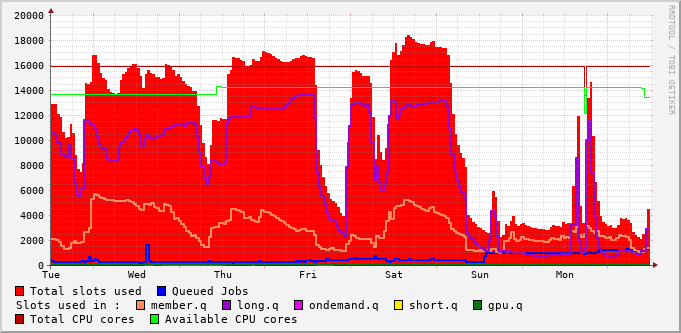 RRDTOOL / TOBI OETIKER
20000
18000
16000
14000
12000
10000
8000
6000
4000
2000
0
Tue Wed Thu Fri Sat Sun Mon
Total slots used Queued Jobs
Slots used in : member.q long.q ondemand.q short.q gpu.q
Total CPU cores Available CPU cores